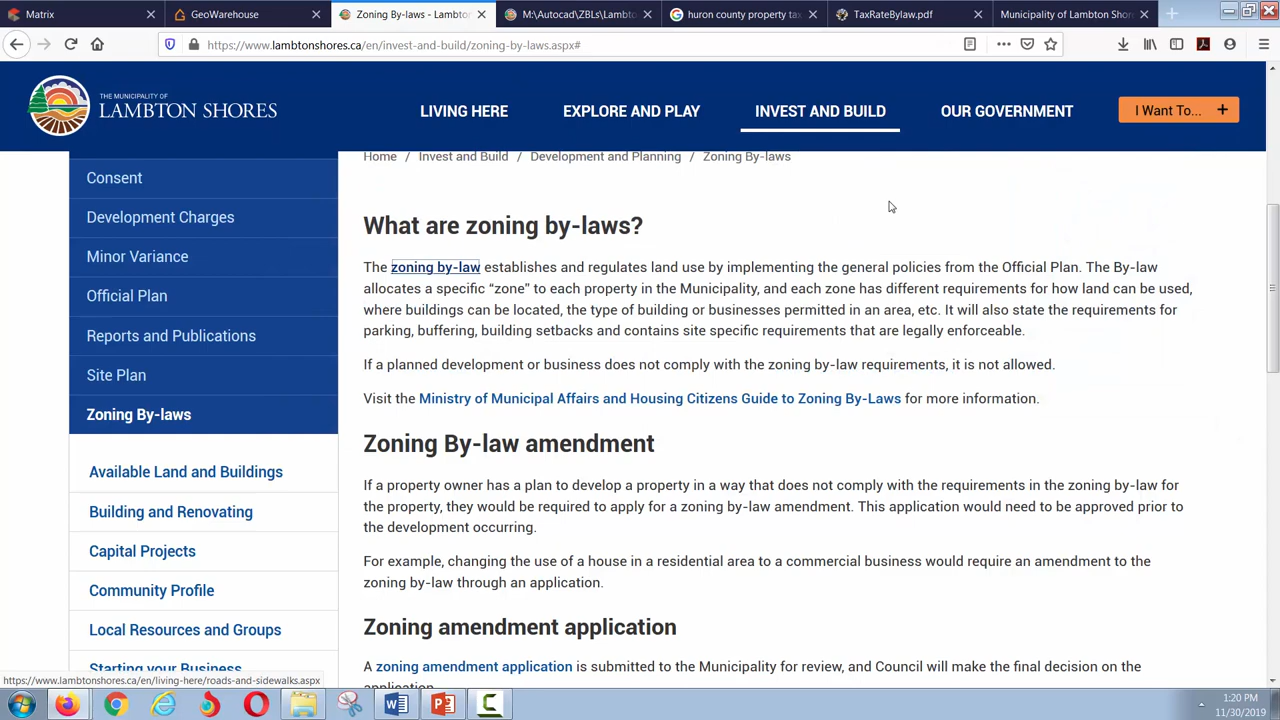 Matrix
GeoWarehouse
Zoning By-laws - Lambton
M:\Autocad\ZBLs\Lambt
huron county property tax
TaxRateBylaw.pdf
Municipality of Lambton Shor
https://www.lambtonshores.ca/en/invest-and-build/zoning-by-laws.aspx#
THE MUNICIPALITY OF
LAMBTON SHORES
LIVING HERE
EXPLORE AND PLAY
INVEST AND BUILD
OUR GOVERNMENT
I Want To... +
Home / Invest and Build / Development and Planning / Zoning By-laws
Consent
Development Charges
Minor Variance
Official Plan
Reports and Publications
Site Plan
Zoning By-laws
Available Land and Buildings
Building and Renovating
Capital Projects
Community Profile
Local Resources and Groups
Starting your Business
What are zoning by-laws?
The zoning by-law establishes and regulates land use by implementing the general policies from the Official Plan. The By-law
allocates a specific “zone” to each property in the Municipality, and each zone has different requirements for how land can be used,
where buildings can be located, the type of building or businesses permitted in an area, etc. It will also state the requirements for
parking, buffering, building setbacks and contains site specific requirements that are legally enforceable.
If a planned development or business does not comply with the zoning by-law requirements, it is not allowed.
Visit the Ministry of Municipal Affairs and Housing Citizens Guide to Zoning By-Laws for more information.
Zoning By-law amendment
If a property owner has a plan to develop a property in a way that does not comply with the requirements in the zoning by-law for
the property, they would be required to apply for a zoning by-law amendment. This application would need to be approved prior to
the development occurring.
For example, changing the use of a house in a residential area to a commercial business would require an amendment to the
zoning by-law through an application.
Zoning amendment application
A zoning amendment application is submitted to the Municipality for review, and Council will make the final decision on the
application.
https://www.lambtonshores.ca/en/living-here/roads-and-sidewalks.aspx
1:20 PM
11/30/2019